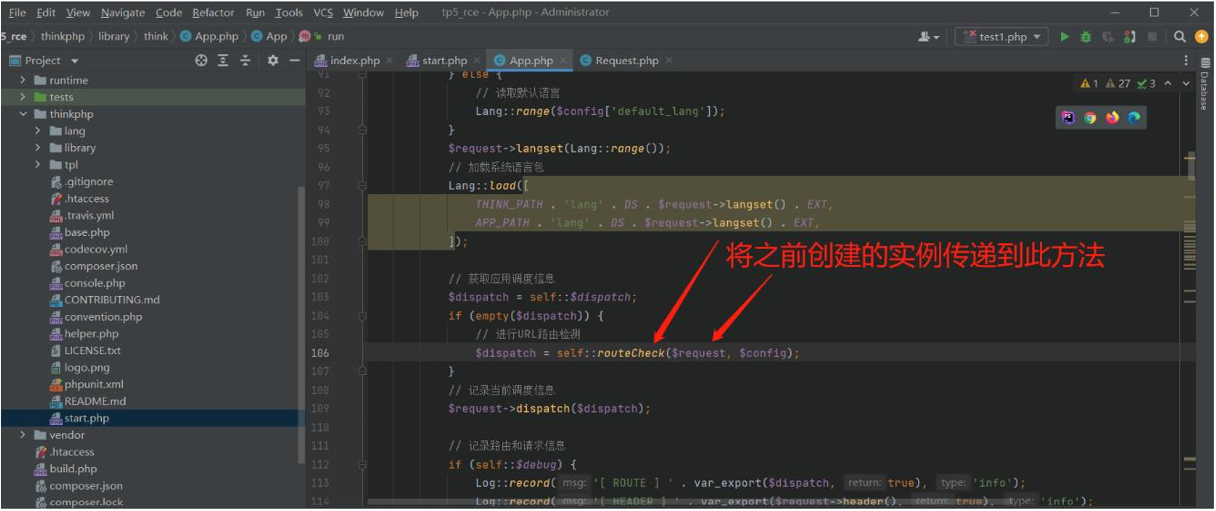 File Edit View Navigate Code Refactor Run Tools VCS Window Help tp5_rce - App.php - Administrator
5_rce thinkphp library think App.php App run test1.php
Project index.php start.php App.php Request.php
runtime
tests
thinkphp
lang
library
tpl
.gitignore
.htaccess
.travis.yml
base.php
codecov.yml
composer.json
console.php
CONTRIBUTING.md
convention.php
helper.php
LICENSE.txt
logo.png
phpunit.xml
README.md
start.php
vendor
.htaccess
build.php
composer.json
composer.lock
91 } else {
92 // 读取默认语言
93 Lang::range($config['default_lang']);
94 }
95 $request->langset(Lang::range());
96 // 加载系统语言包
97 Lang::load([
98 THINK_PATH . 'lang' . DS . $request->langset() . EXT,
99 APP_PATH . 'lang' . DS . $request->langset() . EXT,
100 ]);
101
将之前创建的实例传递到此方法
102 // 获取应用调度信息
103 $dispatch = self::$dispatch;
104 if (empty($dispatch)) {
105 // 进行URL路由检测
106 $dispatch = self::routeCheck($request, $config);
107 }
108 // 记录当前调度信息
109 $request->dispatch($dispatch);
110
111 // 记录路由和请求信息
112 if (self::$debug) {
113 Log::record( msg: '[ ROUTE ] ' . var_export($dispatch, return: true), type: 'info');
114 Log::record( msg: '[ HEADER ] ' . var_export($request->header(), return: true), type: 'info');
1 27 3
Database